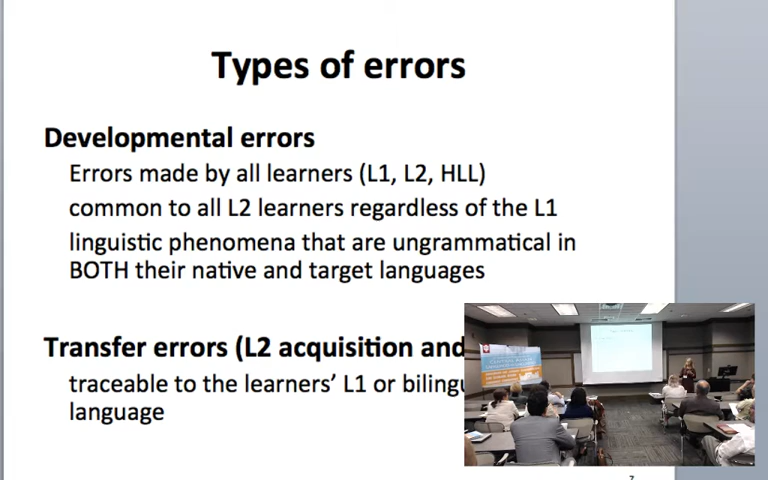 Types of errors
Developmental errors
Errors made by all learners (L1, L2, HLL)
common to all L2 learners regardless of the L1
linguistic phenomena that are ungrammatical in
BOTH their native and target languages
Transfer errors (L2 acquisition and
traceable to the learners’ L1 or
language
7